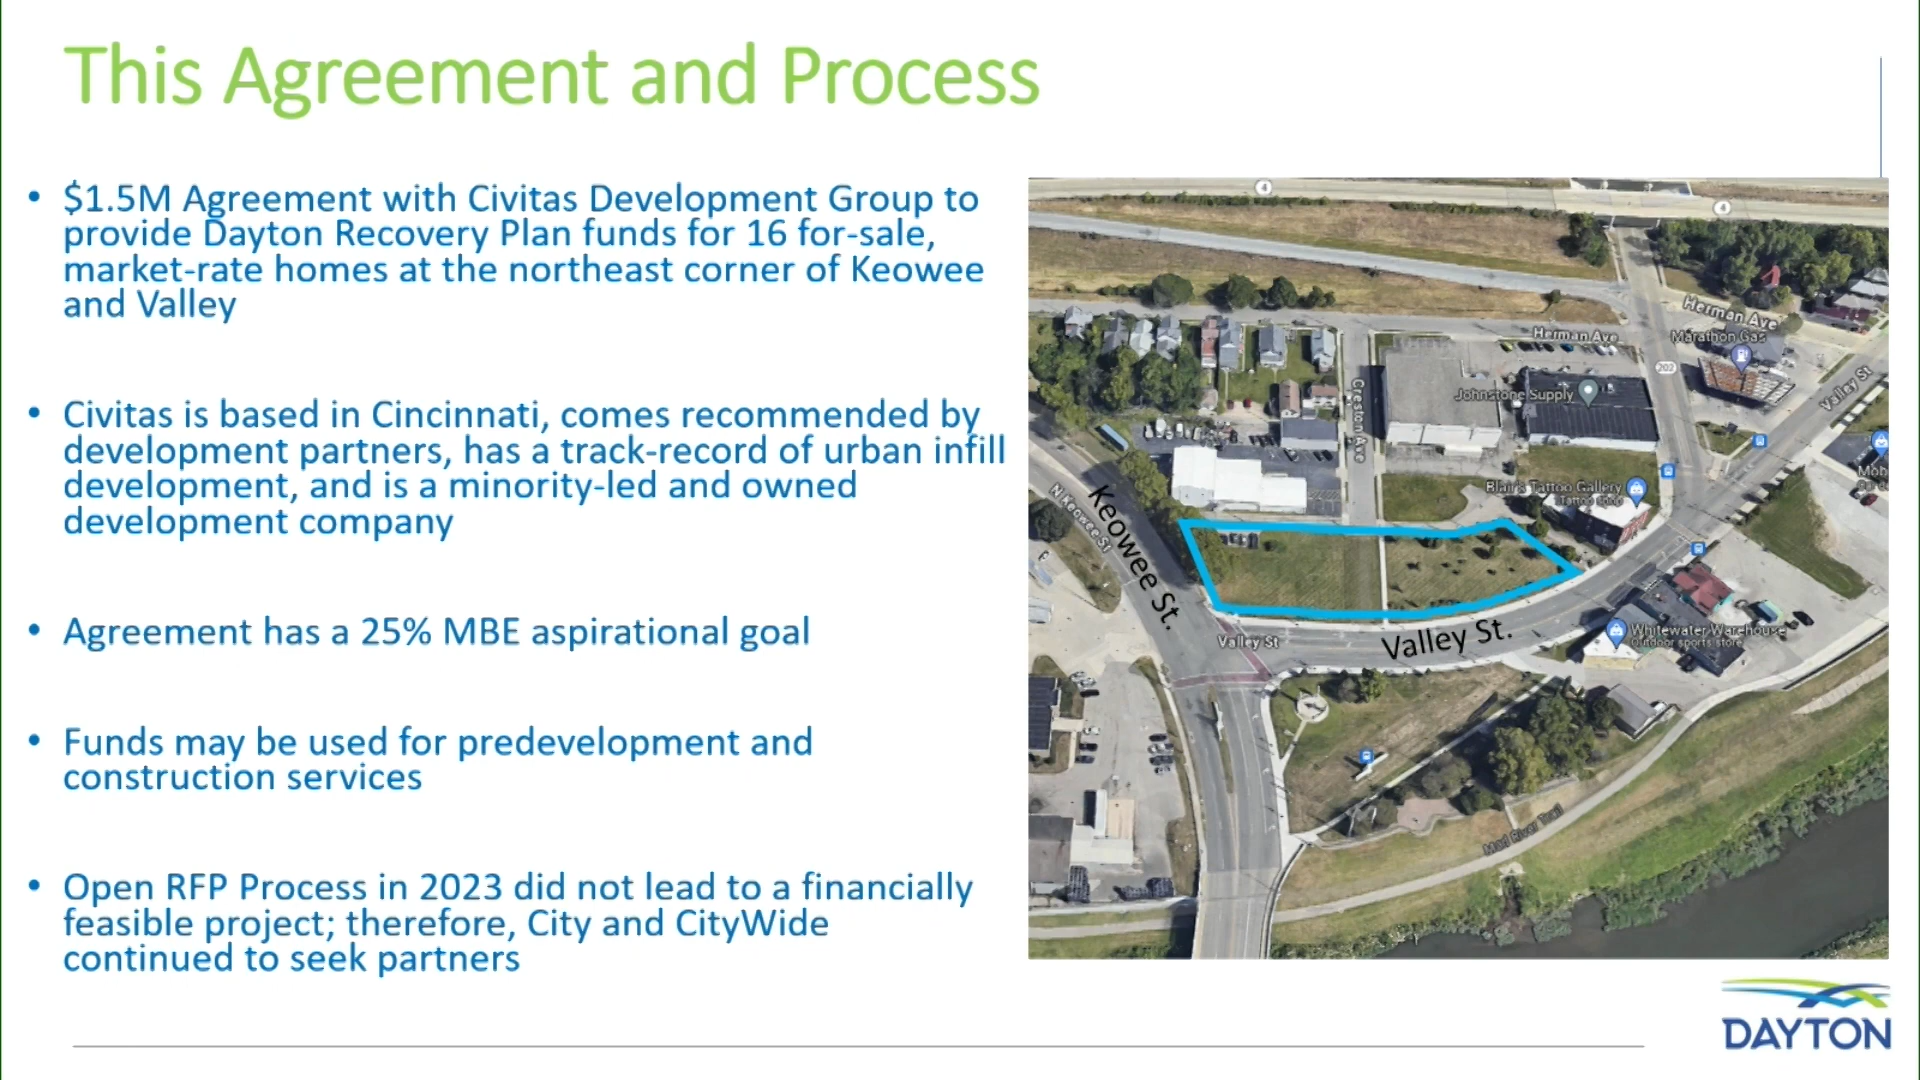 This Agreement and Process
• $1.5M Agreement with Civitas Development Group to
provide Dayton Recovery Plan funds for 16 for-sale,
market-rate homes at the northeast corner of Keowee
and Valley
• Civitas is based in Cincinnati, comes recommended by
development partners, has a track-record of urban infill
development, and is a minority-led and owned
development company
• Agreement has a 25% MBE aspirational goal
• Funds may be used for predevelopment and
construction services
• Open RFP Process in 2023 did not lead to a financially
feasible project; therefore, City and CityWide
continued to seek partners
4
4
Herman Ave
Herman Ave
Marathon Gas
202
Valley St
Johnstone Supply
Creston Ave
Blair's Tattoo Gallery
Tattoo shop
Mob
N Keowee St
Keowee St.
Valley St
Valley St.
Whitewater Warehouse
Outdoor sports store
Mad River Trail
DAYTON